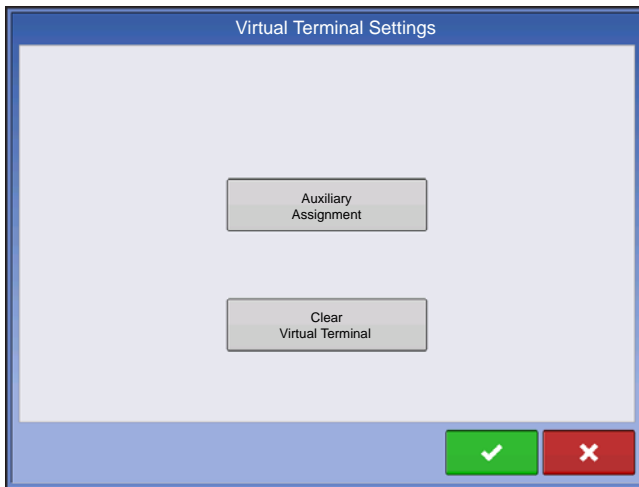 Virtual Terminal Settings
Auxiliary
Assignment
Clear
Virtual Terminal